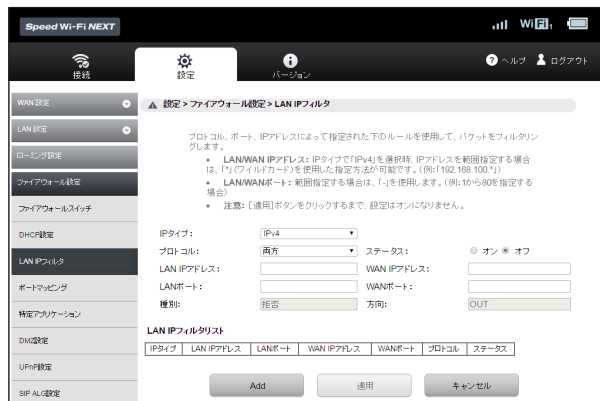 Speed Wi-Fi NEXT
WiFi
接続
設定
バージョン
ヘルプ
ログアウト
WAN 設定
LAN 設定
ローミング設定
ファイアウォール設定
ファイアウォールスイッチ
DHCP設定
LAN IPフィルタ
ポートマッピング
特定アプリケーション
DMZ設定
UPnP設定
SIP ALG設定
設定 > ファイアウォール設定 > LAN IPフィルタ
プロトコル、ポート、IPアドレスによって指定された下のルールを使用して、パケットをフィルタリン
グします。
• LAN/WAN IPアドレス: IPタイプで「IPv4」を選択時、IPアドレスを範囲指定する場合
は、「*」(ワイルドカード)を使用した指定方法が可能です。(例:「192.168.100.*」)
• LAN/WANポート: 範囲指定する場合は、「-」を使用します。(例: 1から80を指定する
場合)
• 注意: [適用]ボタンをクリックするまで、設定はオンになりません。
IPタイプ: IPv4
プロトコル: 両方 ステータス: オン オフ
LAN IPアドレス: WAN IPアドレス:
LANポート: WANポート:
種別: 拒否 方向: OUT
LAN IPフィルタリスト
IPタイプ LAN IPアドレス LANポート WAN IPアドレス WANポート プロトコル ステータス
Add 適用 キャンセル